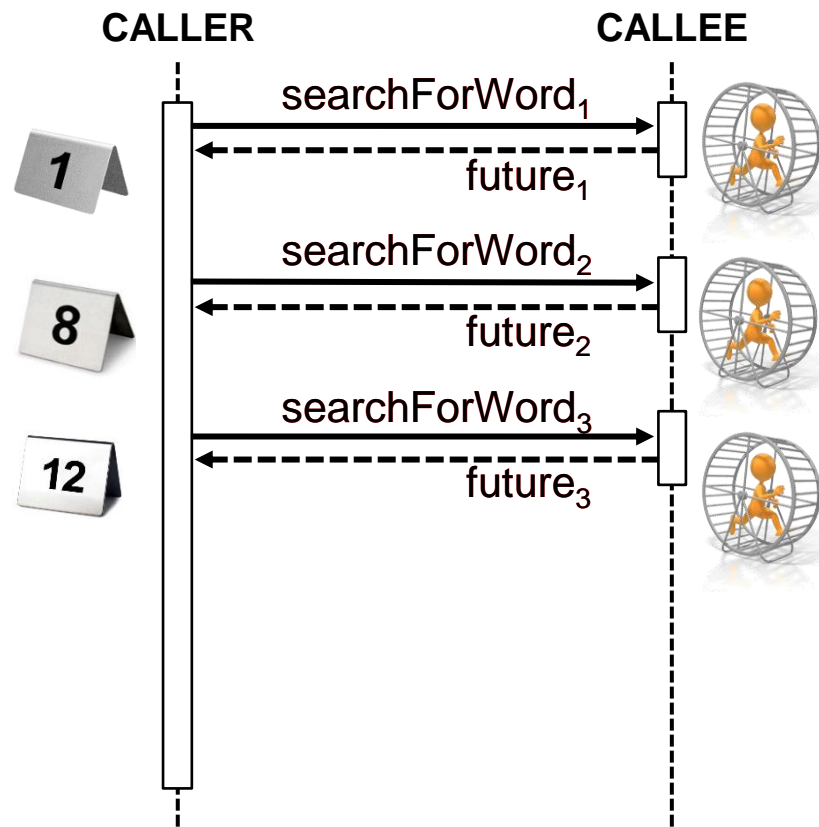 CALLER CALLEE
searchForWord₁
1
future₁
searchForWord₂
8
future₂
searchForWord₃
12
future₃